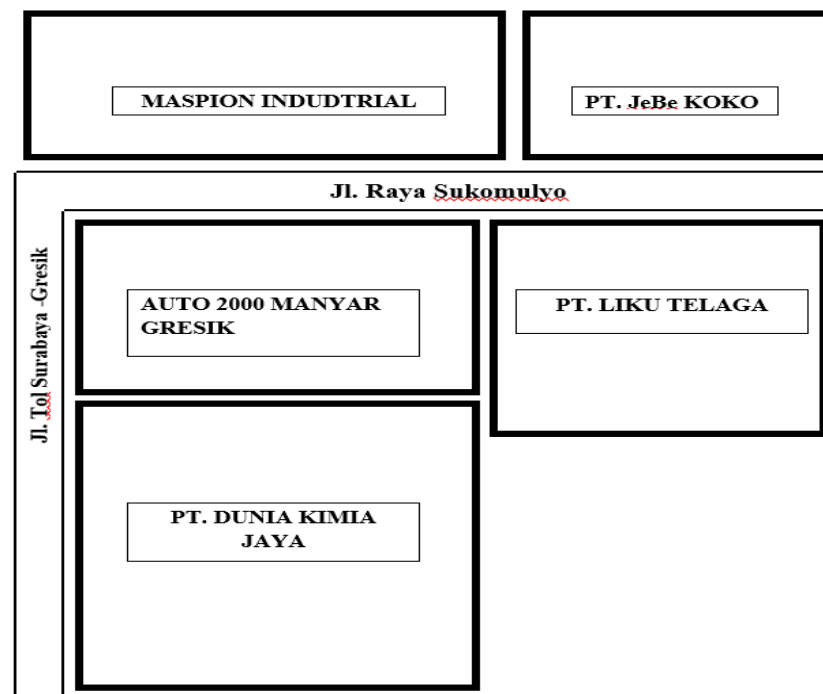 MASPION INDUDTRIAL
PT. JeBe KOKO
Jl. Raya Sukomulyo
Jl. Tol Surabaya -Gresik
AUTO 2000 MANYAR
GRESIK
PT. LIKU TELAGA
PT. DUNIA KIMIA
JAYA